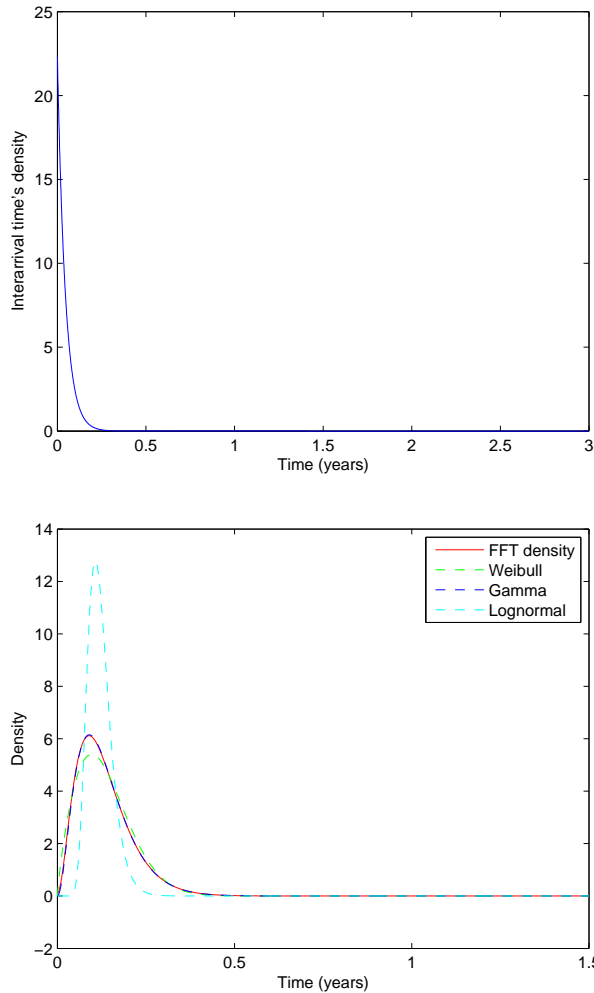 25
20
15
10
5
0
Interarrival time's density
0 0.5 1 1.5 2 2.5 3
Time (years)
14
12
10
8
6
4
2
0
−2
Density
FFT density
Weibull
Gamma
Lognormal
0 0.5 1 1.5
Time (years)